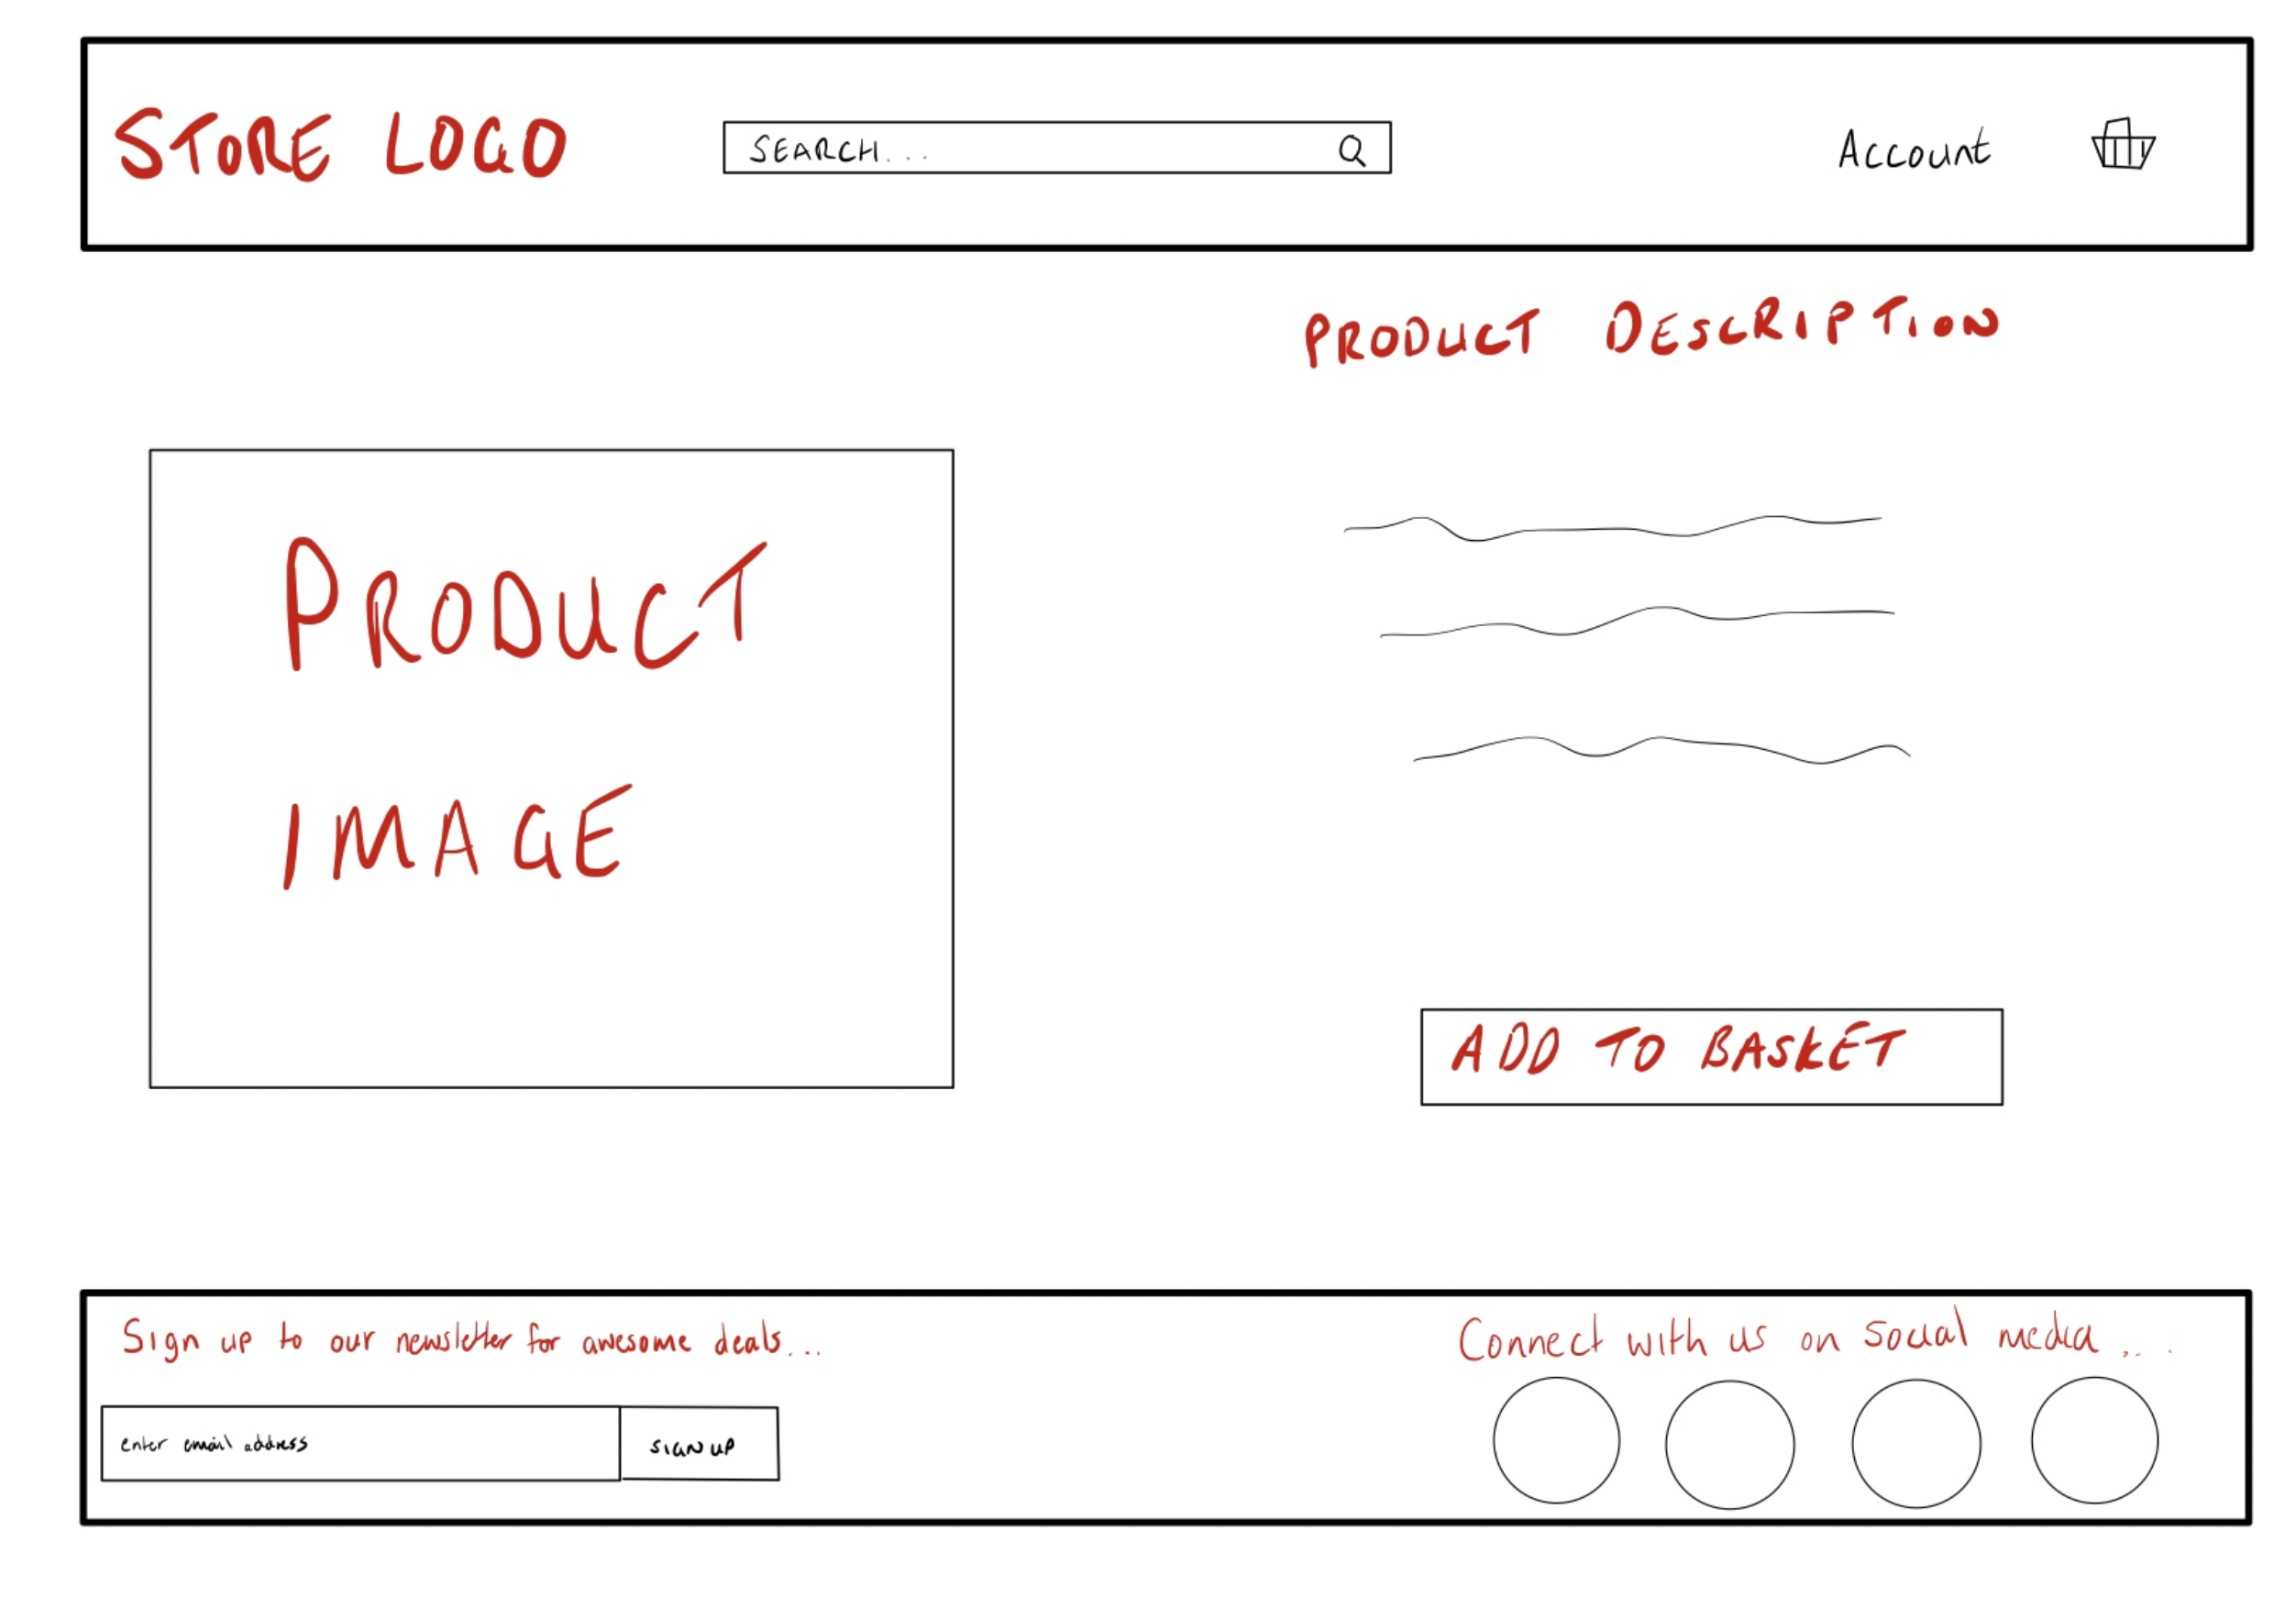 STORE LOGO
SEARCH...
Account
PRODUCT DESCRIPTION
PRODUCT
IMAGE
ADD TO BASKET
Sign up to our newsletter for awesome deals...
enter email address
SIGN UP
Connect with us on social media...